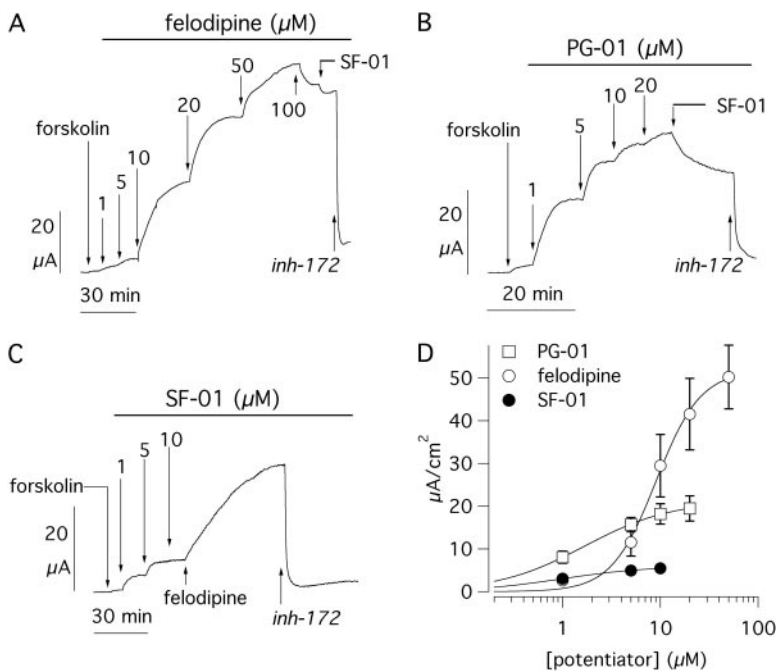 A
felodipine (µM)
forskolin
1
5
10
20
50
100
SF-01
20
µA
30 min
inh-172
B
PG-01 (µM)
forskolin
1
5
10
20
SF-01
20
µA
20 min
inh-172
C
SF-01 (µM)
forskolin
1
5
10
20
µA
30 min
felodipine
inh-172
D
PG-01
felodipine
SF-01
µA/cm²
50
40
30
20
10
0
1
10
100
[potentiator] (µM)